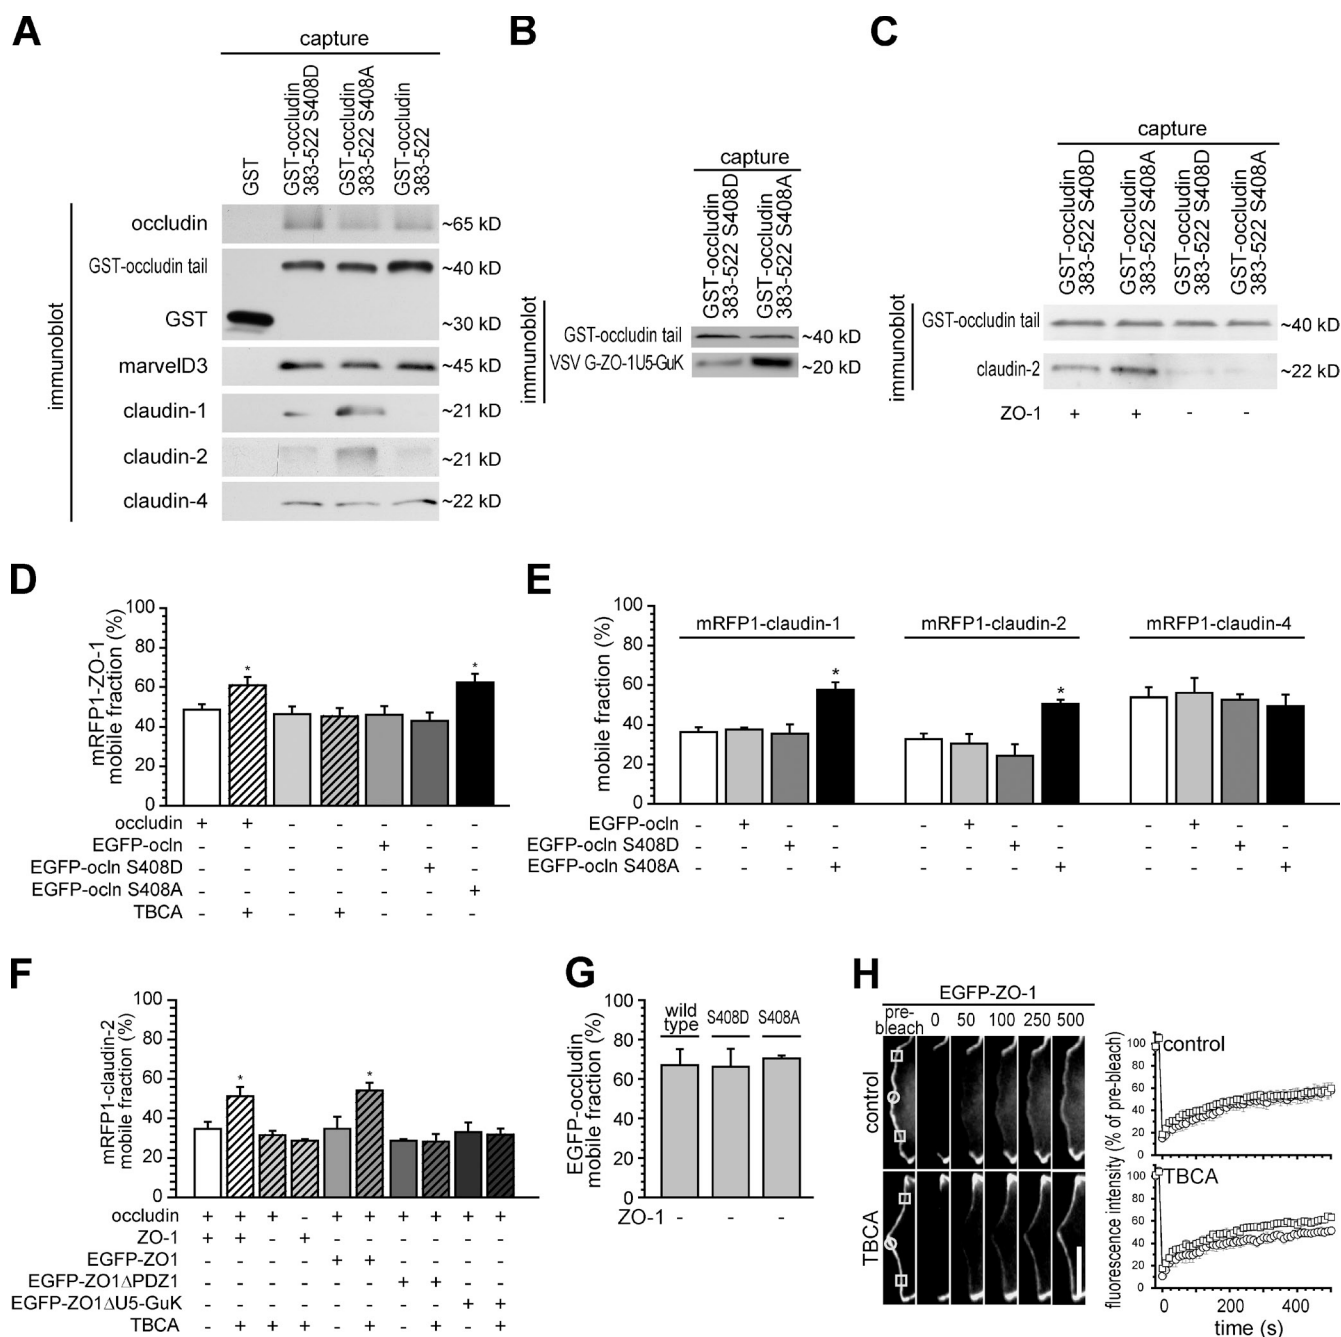 A
capture
GST
GST-occludin
383-522 S408D
GST-occludin
383-522 S408A
GST-occludin
383-522
immunoblot
occludin
~65 kD
GST-occludin tail
~40 kD
GST
~30 kD
marvelD3
~45 kD
claudin-1
~21 kD
claudin-2
~21 kD
claudin-4
~22 kD
B
capture
GST-occludin
383-522 S408D
GST-occludin
383-522 S408A
immunoblot
GST-occludin tail
~40 kD
VSV G-ZO-1U5-GuK
~20 kD
C
capture
GST-occludin
383-522 S408D
GST-occludin
383-522 S408A
GST-occludin
383-522 S408D
GST-occludin
383-522 S408A
immunoblot
GST-occludin tail
~40 kD
claudin-2
~22 kD
ZO-1 + + - -
D
mRFP1-ZO-1
mobile fraction (%)
100
80
60
40
20
0
* *
occludin + + - - - - -
EGFP-ocln - - - - + - -
EGFP-ocln S408D - - - - - + -
EGFP-ocln S408A - - - - - - +
TBCA - + - + - - -
E
mobile fraction (%)
100
80
60
40
20
0
mRFP1-claudin-1 mRFP1-claudin-2 mRFP1-claudin-4
* *
EGFP-ocln - + - - - + - - - + - -
EGFP-ocln S408D - - + - - - + - - - + -
EGFP-ocln S408A - - - + - - - + - - - +
F
mRFP1-claudin-2
mobile fraction (%)
100
80
60
40
20
0
* *
occludin + + + - + + + + + +
ZO-1 + + - + - - - - - -
EGFP-ZO1 - - - - + + - - - -
EGFP-ZO1ΔPDZ1 - - - - - - + + - -
EGFP-ZO1ΔU5-GuK - - - - - - - - + +
TBCA - + + + - + - + - +
G
EGFP-occludin
mobile fraction (%)
100
80
60
40
20
0
wild
type
S408D
S408A
ZO-1 - - -
H
EGFP-ZO-1
pre-
bleach
0 50 100 250 500
control
TBCA
fluorescence intensity (% of pre-bleach)
100
80
60
40
20
0
control
100
80
60
40
20
0
TBCA
0 200 400
time (s)